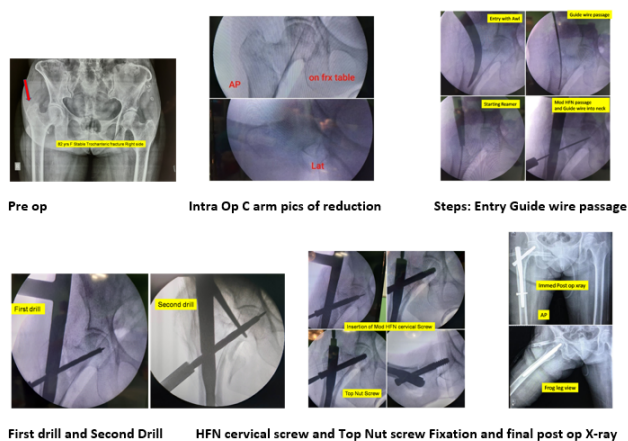 82 yrs F Stable Trochanteric fracture Right side
Pre op
AP
on frx table
Lat
Intra Op C arm pics of reduction
Entry with Awl
Guide wire passage
Starting Reamer
Mod HFN passage
and Guide wire into neck
Steps: Entry Guide wire passage
First drill
Second drill
First drill and Second Drill
Insertion of Mod HFN cervical Screw
Top Nut Screw
HFN cervical screw and Top Nut screw Fixation and final post op X-ray
Immed Post op xray
AP
Frog leg view